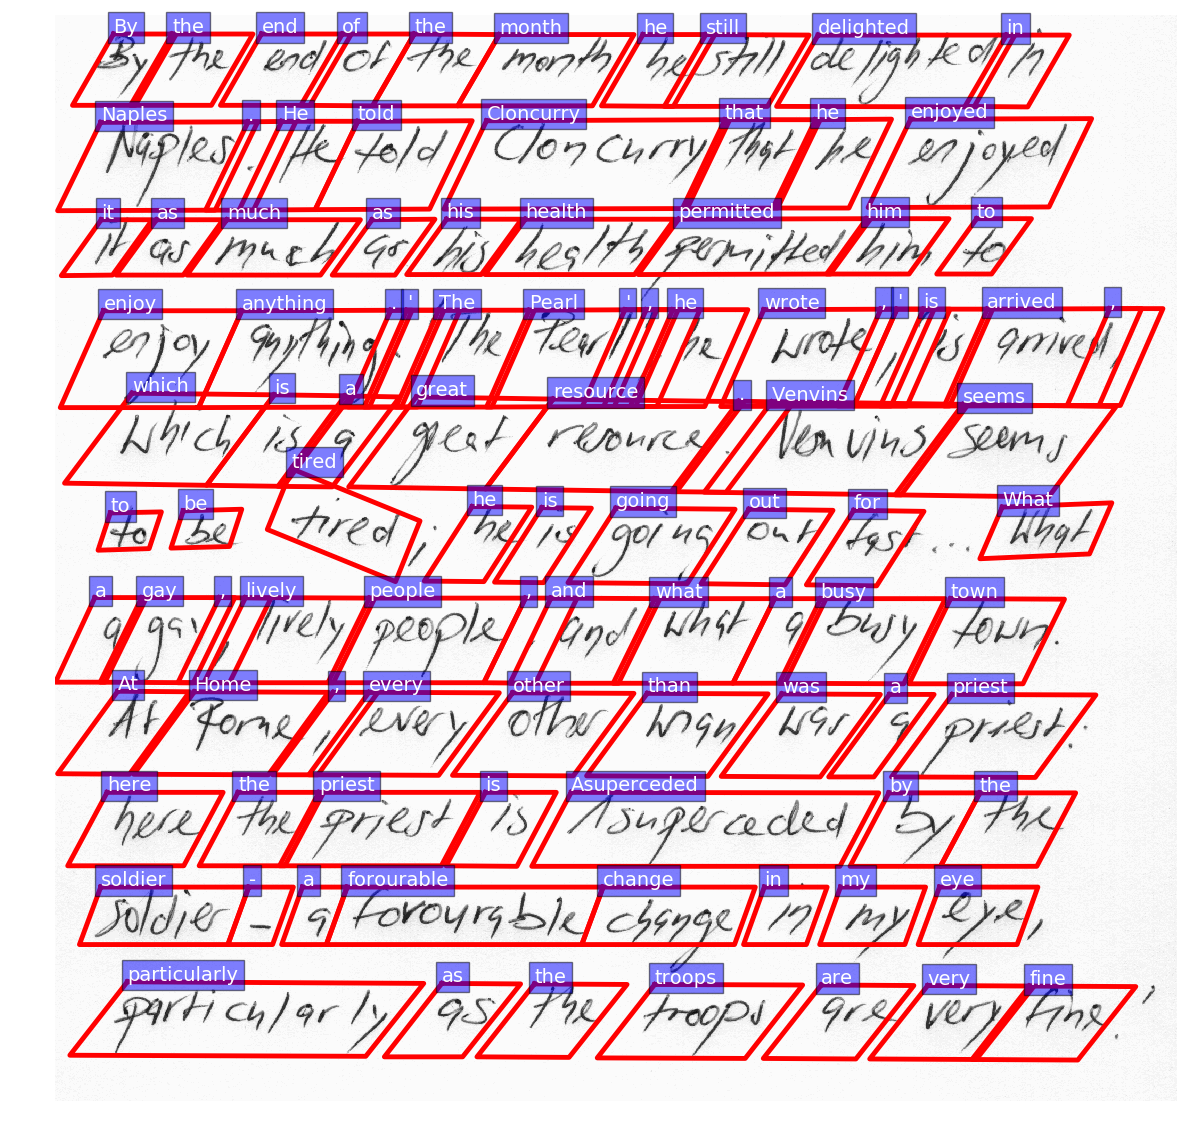 By the end of the month he still delighted in
Naples. He told Cloncurry that he enjoyed
it as much as his health permitted him to
enjoy anything. 'The Pearl', he wrote, 'is arrived,
which is a great resource. Venvins seems
to be tired; he is going out fast... What
a gay, lively people, and what a busy town.
At Rome, every other man was a priest:
here the priest is superceded by the
soldier - a favourable change in my eye,
particularly as the troops are very fine.'